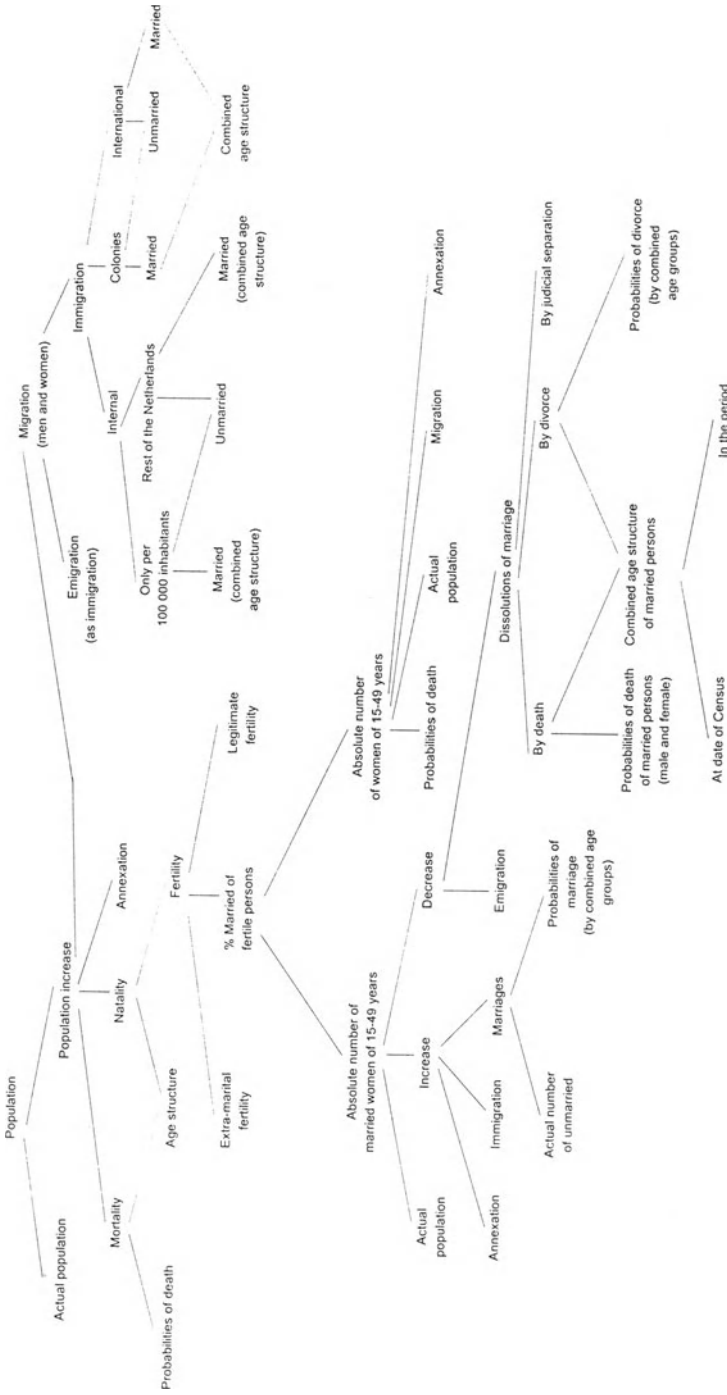 Population
Actual population
Population increase
Mortality
Natality
Annexation
Migration
(men and women)
Probabilities of death
Age structure
Fertility
Emigration
(as immigration)
Immigration
Extra-marital
fertility
% Married of
fertile persons
Legitimate
fertility
Internal
Colonies
International
Only per
100 000 inhabitants
Rest of the Netherlands
Married
Unmarried
Married
Married
(combined age
structure)
Unmarried
Married
(combined age
structure)
Combined
age structure
Absolute number of
married women of 15-49 years
Absolute number
of women of 15-49 years
Actual
population
Increase
Decrease
Probabilities of death
Actual
population
Migration
Annexation
Annexation
Immigration
Marriages
Emigration
Dissolutions of marriage
Actual number
of unmarried
Probabilities of
marriage
(by combined age
groups)
By death
By divorce
By judicial separation
Probabilities of death
of married persons
(male and female)
Combined age structure
of married persons
Probabilities of divorce
(by combined
age groups)
At date of Census
In the period